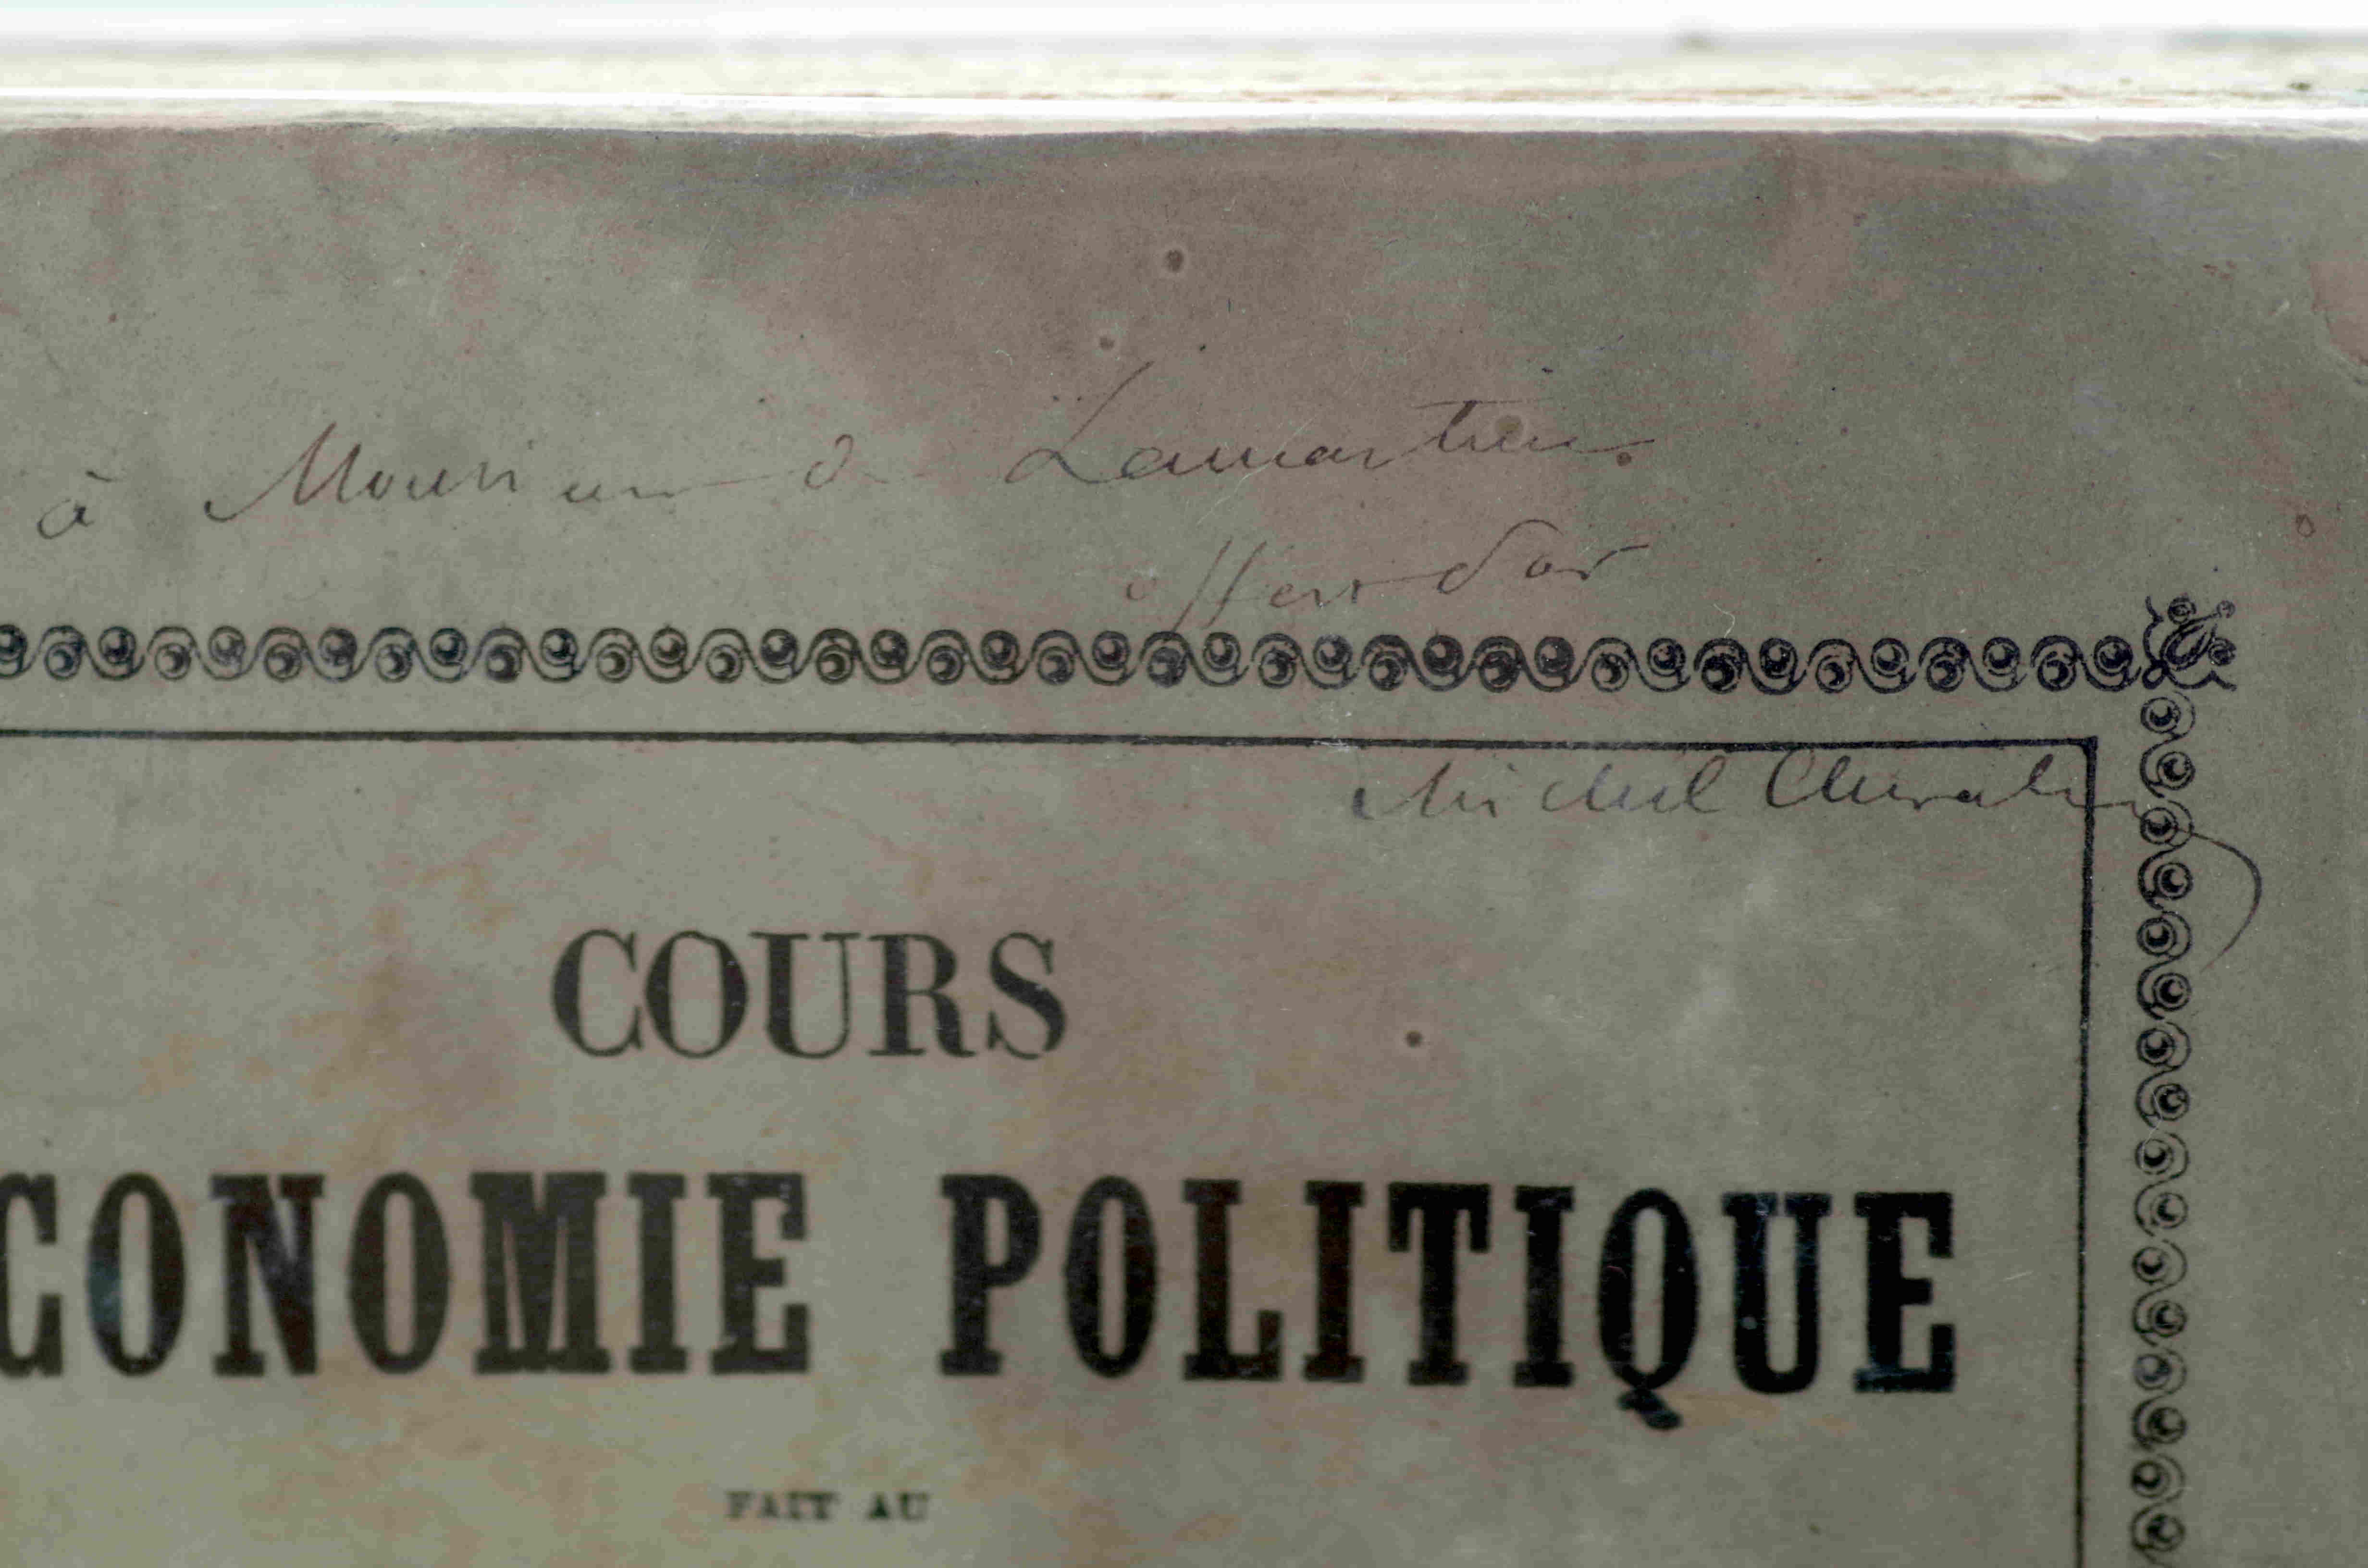 à Monsieur de Lamartine.
offert par
Michel Chevalier
COURS
CONOMIE POLITIQUE
FAIT AU